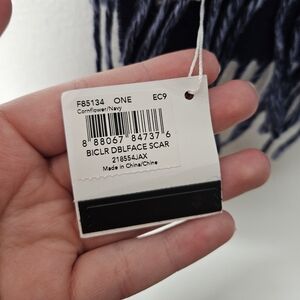 F85134 ONE EC9
Cornflower/Navy
8 88067 84737 6
BICLR DBLFACE SCAR
218554JAX
Made in China/Chine